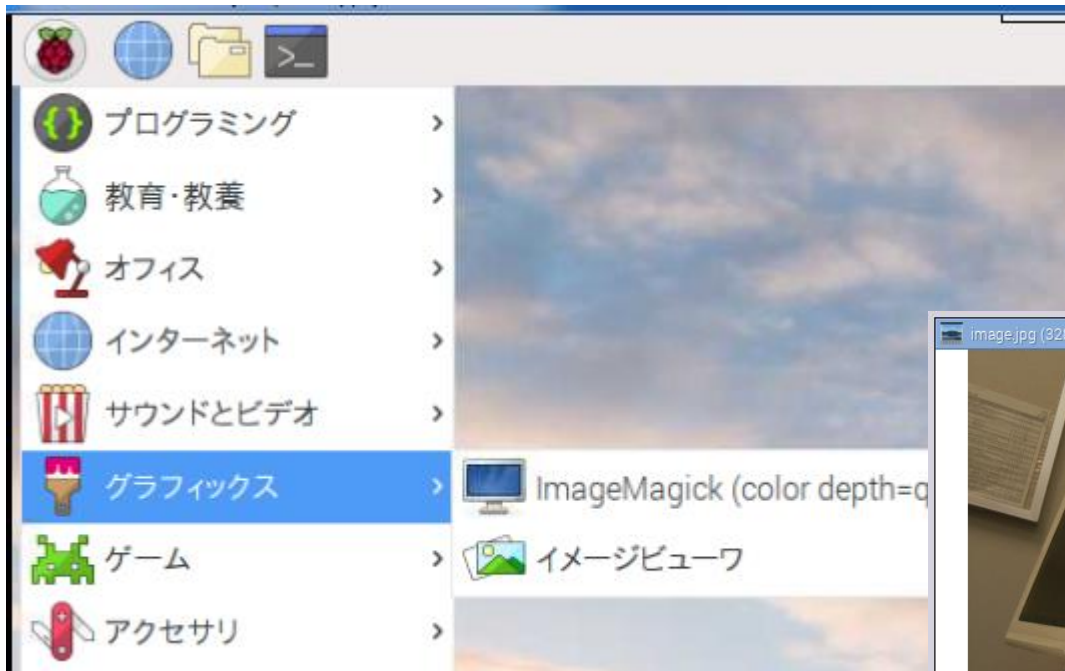 >_
プログラミング
教育・教養
オフィス
インターネット
サウンドとビデオ
グラフィックス
ImageMagick (color depth=q
ゲーム
イメージビューワ
アクセサリ
image.jpg (32